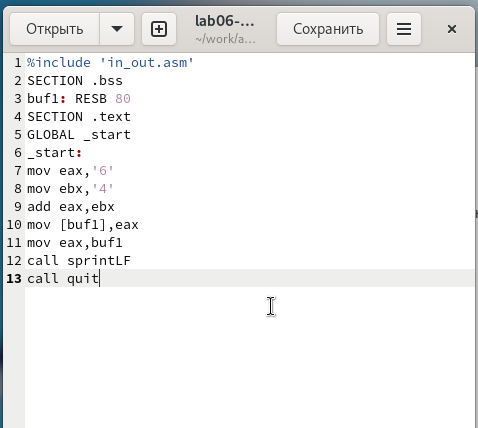 Открыть
lab06-...
~/work/a...
Сохранить
1 %include 'in_out.asm'
2 SECTION .bss
3 buf1: RESB 80
4 SECTION .text
5 GLOBAL _start
6 _start:
7 mov eax,'6'
8 mov ebx,'4'
9 add eax,ebx
10 mov [buf1],eax
11 mov eax,buf1
12 call sprintLF
13 call quit